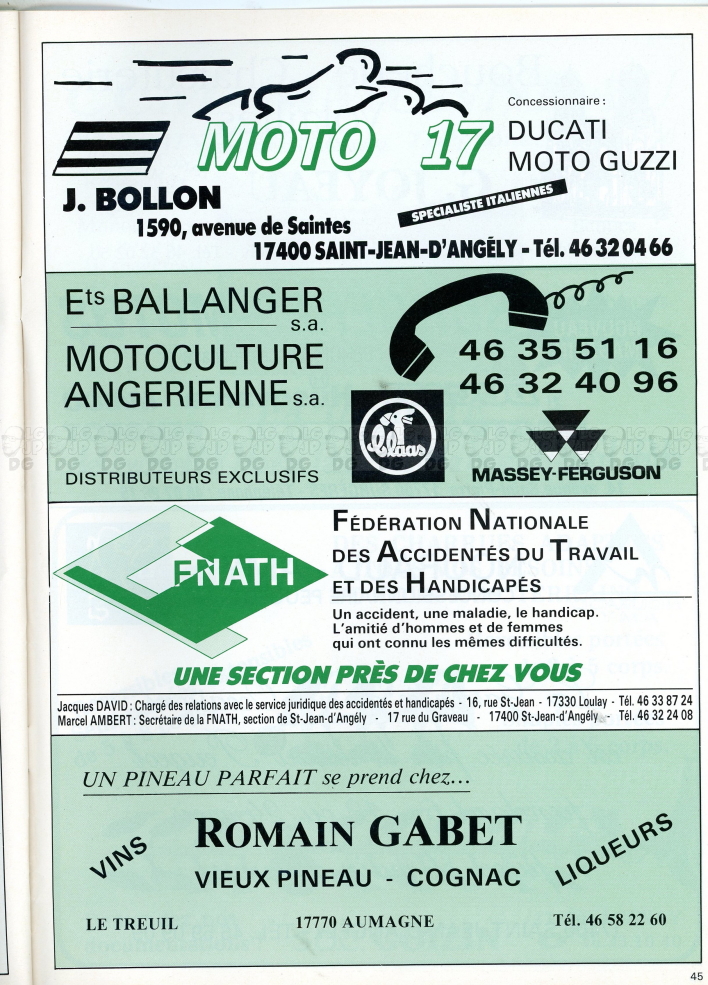 Concessionnaire :
MOTO 17
DUCATI
MOTO GUZZI
J. BOLLON
SPECIALISTE ITALIENNES
1590, avenue de Saintes
17400 SAINT-JEAN-D'ANGÉLY - Tél. 46 32 04 66
Ets BALLANGER
s.a.
MOTOCULTURE
ANGERIENNE s.a.
46 35 51 16
46 32 40 96
Claas
MASSEY-FERGUSON
DISTRIBUTEURS EXCLUSIFS
FNATH
FÉDÉRATION NATIONALE
DES ACCIDENTÉS DU TRAVAIL
ET DES HANDICAPÉS
Un accident, une maladie, le handicap.
L'amitié d'hommes et de femmes
qui ont connu les mêmes difficultés.
UNE SECTION PRÈS DE CHEZ VOUS
Jacques DAVID : Chargé des relations avec le service juridique des accidentés et handicapés - 16, rue St-Jean - 17330 Loulay - Tél. 46 33 87 24
Marcel AMBERT : Secrétaire de la FNATH, section de St-Jean-d'Angély - 17 rue du Graveau - 17400 St-Jean-d'Angély - Tél. 46 32 24 08
UN PINEAU PARFAIT se prend chez...
ROMAIN GABET
VINS
LIQUEURS
VIEUX PINEAU - COGNAC
LE TREUIL 17770 AUMAGNE Tél. 46 58 22 60
45